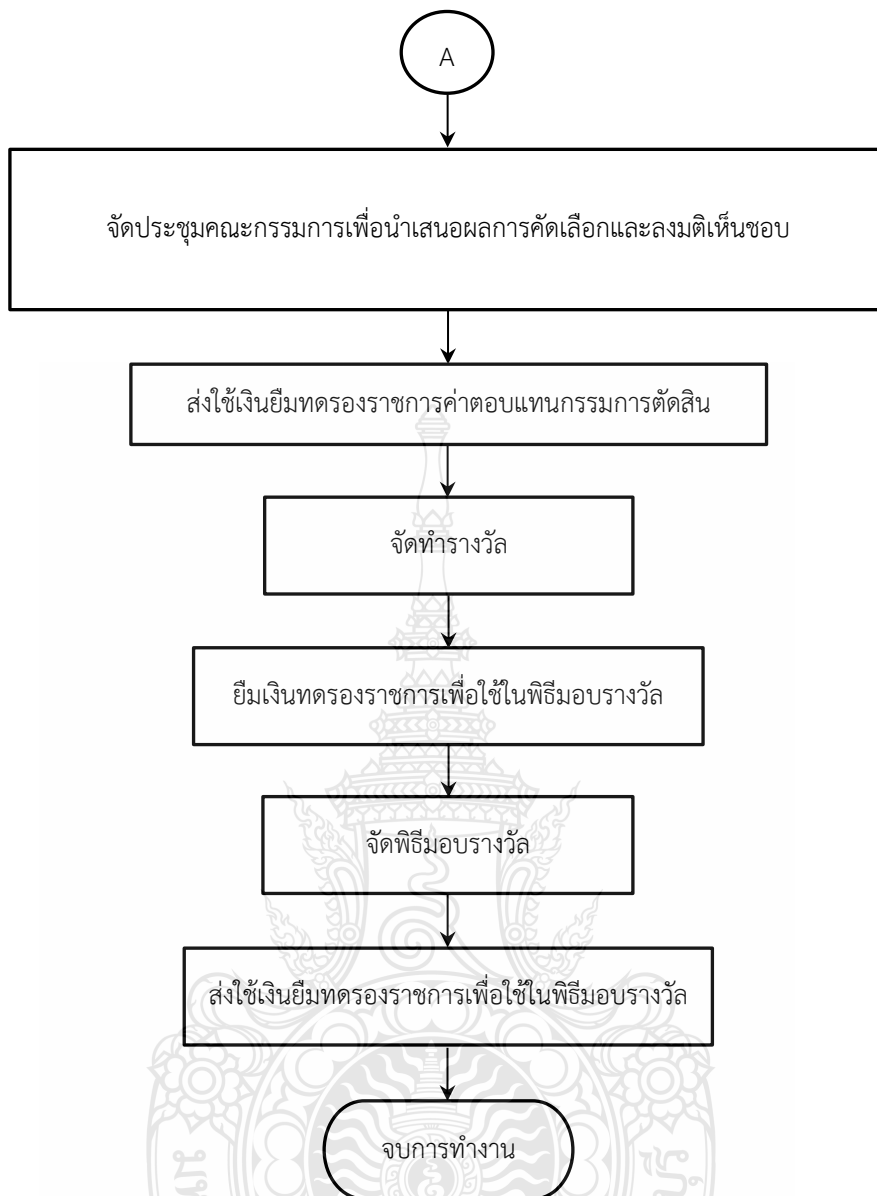 A
จัดประชุมคณะกรรมการเพื่อนำเสนอผลการคัดเลือกและลงมติเห็นชอบ
ส่งใช้เงินยืมทดรองราชการค่าตอบแทนกรรมการตัดสิน
จัดทำรางวัล
ยืมเงินทดรองราชการเพื่อใช้ในพิธีมอบรางวัล
จัดพิธีมอบรางวัล
ส่งใช้เงินยืมทดรองราชการเพื่อใช้ในพิธีมอบรางวัล
จบการทำงาน